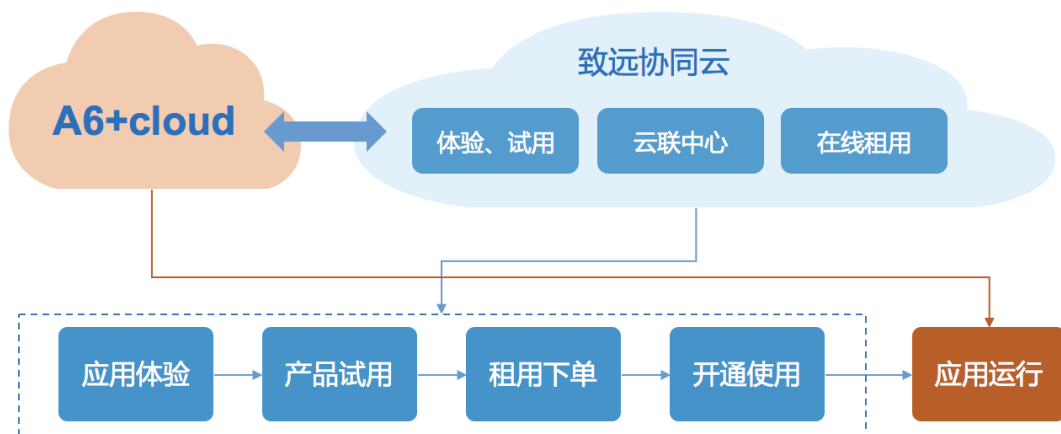 致远协同云
A6+cloud
体验、试用
云联中心
在线租用
应用体验
产品试用
租用下单
开通使用
应用运行